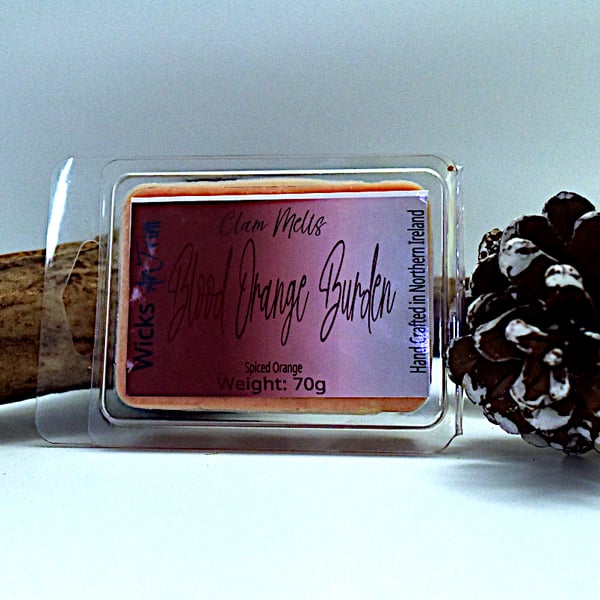 Clam Melts
Blood Orange Burden
Spiced Orange
Weight: 70g
Wicks
Hand Crafted in Northern Ireland